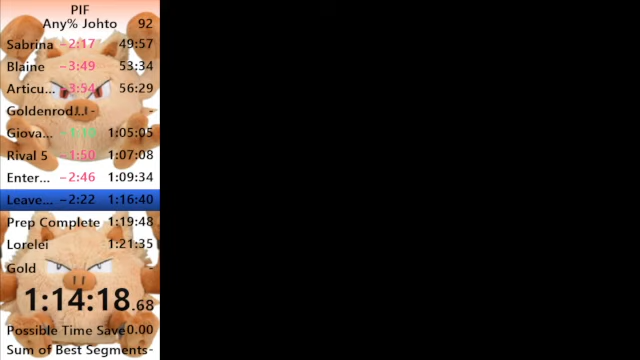 PIF
Any% Johto 92
Sabrina −2:17 49:57
Blaine −3:49 53:34
Articu... −3:54 56:29
Goldenrod... - -
Giova... −1:18 1:05:05
Rival 5 −1:50 1:07:08
Enter... −2:46 1:09:34
Leave... −2:22 1:16:40
Prep Complete 1:19:48
Lorelei 1:21:35
Gold -
1:14:18.68
Possible Time Save 0.00
Sum of Best Segments -